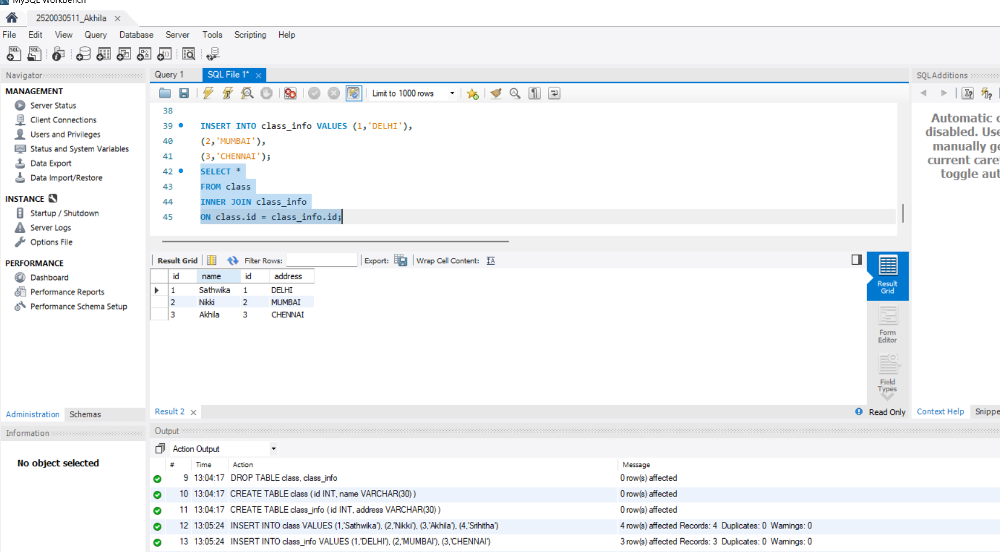 MySQL Workbench
2520030511_Akhila
File Edit View Query Database Server Tools Scripting Help
Navigator
MANAGEMENT
Server Status
Client Connections
Users and Privileges
Status and System Variables
Data Export
Data Import/Restore
INSTANCE
Startup / Shutdown
Server Logs
Options File
PERFORMANCE
Dashboard
Performance Reports
Performance Schema Setup
Administration Schemas
Information
No object selected
Query 1 SQL File 1*
Limit to 1000 rows
38
39 INSERT INTO class_info VALUES (1,'DELHI'),
40 (2,'MUMBAI'),
41 (3,'CHENNAI');
42 SELECT *
43 FROM class
44 INNER JOIN class_info
45 ON class.id = class_info.id;
Result Grid Filter Rows: Export: Wrap Cell Content:
id name id address
1 Sathwika 1 DELHI
2 Nikki 2 MUMBAI
3 Akhila 3 CHENNAI
Result Grid
Form Editor
Field Types
Result 2 Read Only
SQLAdditions
Automatic
disabled. Use
manually
current
toggle
Context Help
Output
Action Output
# Time Action Message
9 13:04:17 DROP TABLE class, class_info 0 row(s) affected
10 13:04:17 CREATE TABLE class ( id INT, name VARCHAR(30) ) 0 row(s) affected
11 13:04:17 CREATE TABLE class_info ( id INT, address VARCHAR(30) ) 0 row(s) affected
12 13:05:24 INSERT INTO class VALUES (1,'Sathwika'), (2,'Nikki'), (3,'Akhila'), (4,'Srihitha') 4 row(s) affected Records: 4 Duplicates: 0 Warnings: 0
13 13:05:24 INSERT INTO class_info VALUES (1,'DELHI'), (2,'MUMBAI'), (3,'CHENNAI') 3 row(s) affected Records: 3 Duplicates: 0 Warnings: 0